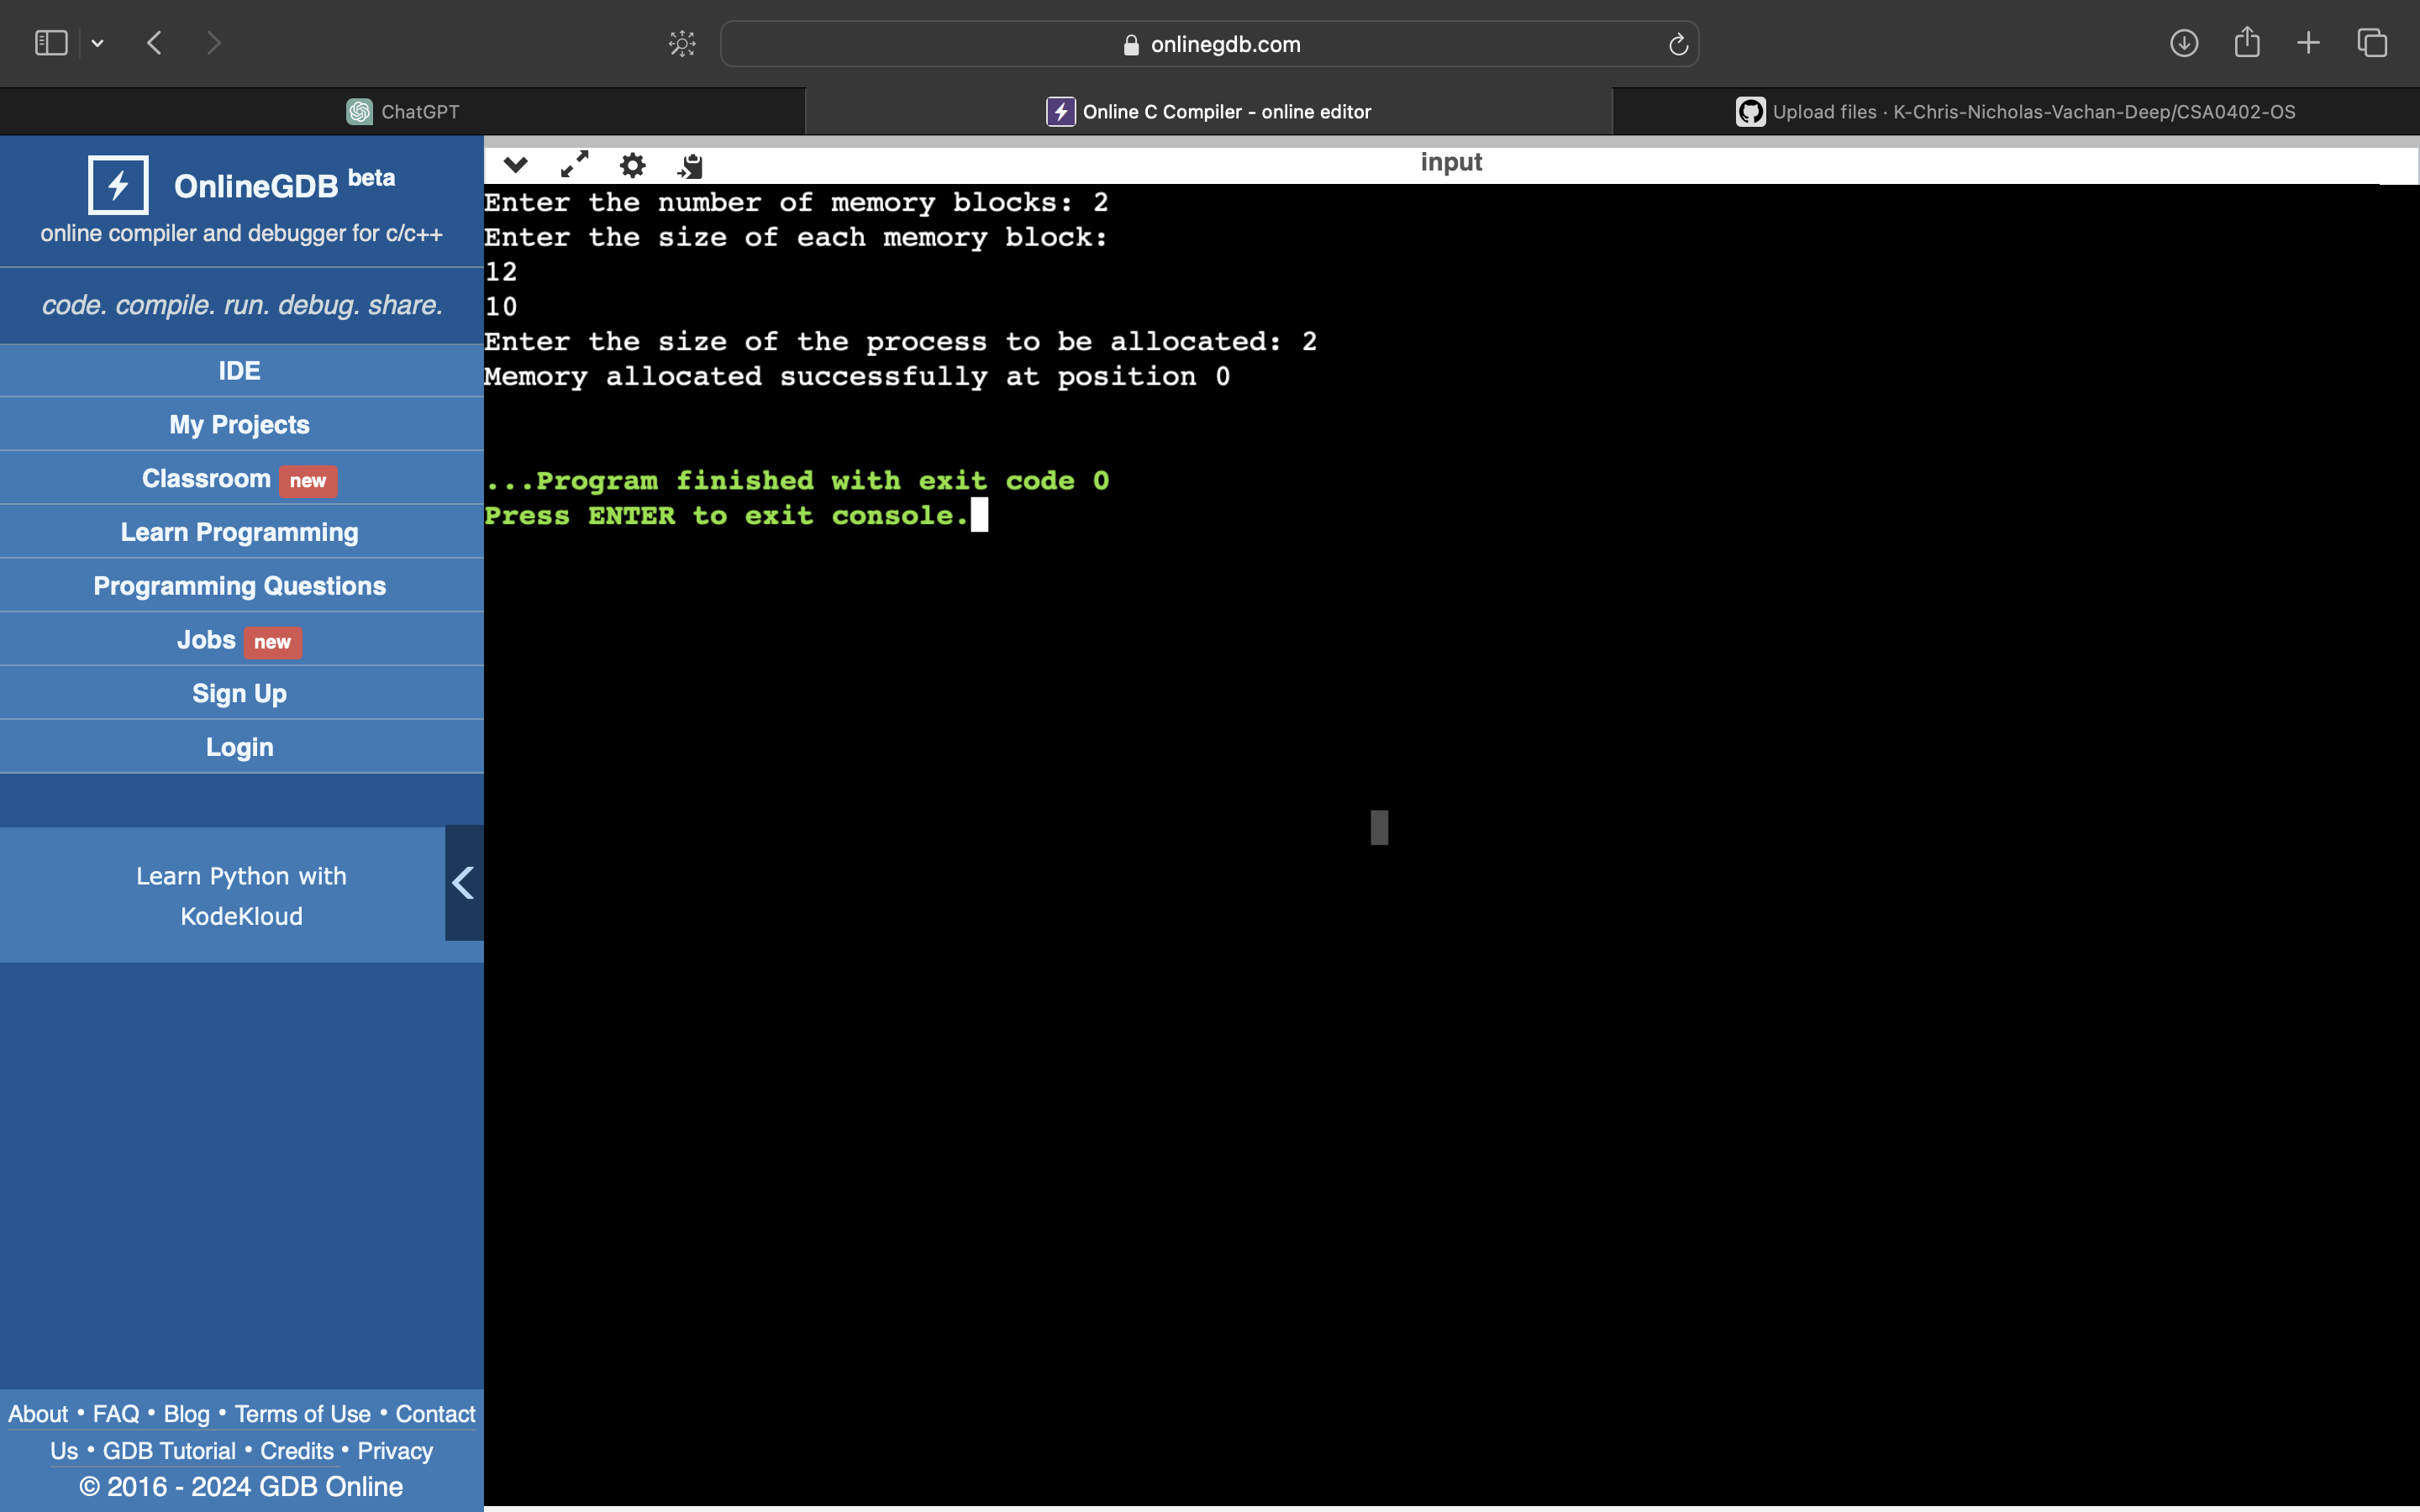 onlinegdb.com
ChatGPT
Online C Compiler - online editor
Upload files · K-Chris-Nicholas-Vachan-Deep/CSA0402-OS
OnlineGDB beta
online compiler and debugger for c/c++
code. compile. run. debug. share.
IDE
My Projects
Classroom new
Learn Programming
Programming Questions
Jobs new
Sign Up
Login
Learn Python with
KodeKloud
About • FAQ • Blog • Terms of Use • Contact
Us • GDB Tutorial • Credits • Privacy
© 2016 - 2024 GDB Online
input
Enter the number of memory blocks: 2
Enter the size of each memory block:
12
10
Enter the size of the process to be allocated: 2
Memory allocated successfully at position 0
...Program finished with exit code 0
Press ENTER to exit console.